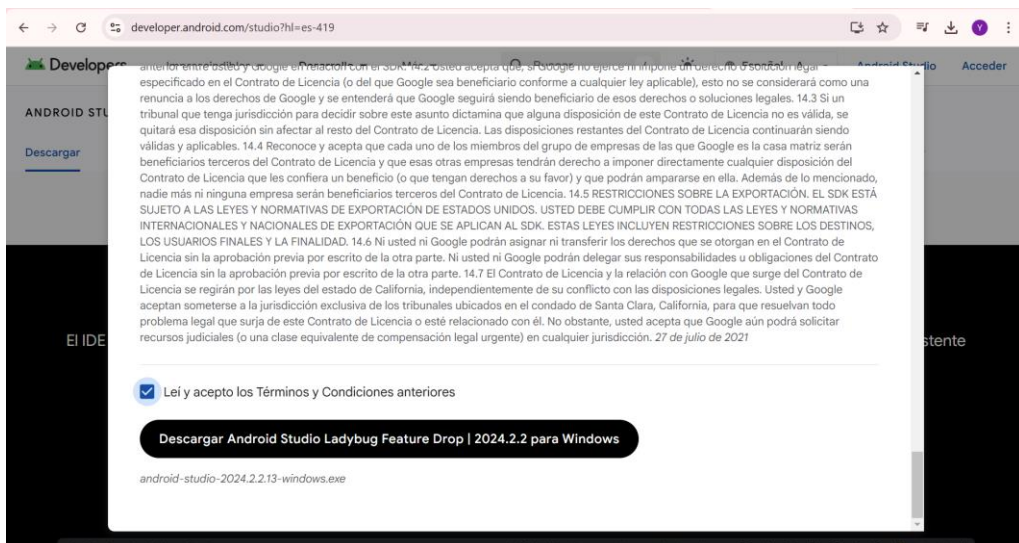 developer.android.com/studio?hl=es-419
Y
Developers
Español
Android Studio
Acceder
ANDROID STU
Descargar
especificado en el Contrato de Licencia (o del que Google sea beneficiario conforme a cualquier ley aplicable), esto no se considerará como una
renuncia a los derechos de Google y se entenderá que Google seguirá siendo beneficiario de esos derechos o soluciones legales. 14.3 Si un
tribunal que tenga jurisdicción para decidir sobre este asunto dictamina que alguna disposición de este Contrato de Licencia no es válida, se
quitará esa disposición sin afectar al resto del Contrato de Licencia. Las disposiciones restantes del Contrato de Licencia continuarán siendo
válidas y aplicables. 14.4 Reconoce y acepta que cada uno de los miembros del grupo de empresas de las que Google es la casa matriz serán
beneficiarios terceros del Contrato de Licencia y que esas otras empresas tendrán derecho a imponer directamente cualquier disposición del
Contrato de Licencia que les confiera un beneficio (o que tengan derechos a su favor) y que podrán ampararse en ella. Además de lo mencionado,
nadie más ni ninguna empresa serán beneficiarios terceros del Contrato de Licencia. 14.5 RESTRICCIONES SOBRE LA EXPORTACIÓN. EL SDK ESTÁ
SUJETO A LAS LEYES Y NORMATIVAS DE EXPORTACIÓN DE ESTADOS UNIDOS. USTED DEBE CUMPLIR CON TODAS LAS LEYES Y NORMATIVAS
INTERNACIONALES Y NACIONALES DE EXPORTACIÓN QUE SE APLICAN AL SDK. ESTAS LEYES INCLUYEN RESTRICCIONES SOBRE LOS DESTINOS,
LOS USUARIOS FINALES Y LA FINALIDAD. 14.6 Ni usted ni Google podrán asignar ni transferir los derechos que se otorgan en el Contrato de
Licencia sin la aprobación previa por escrito de la otra parte. Ni usted ni Google podrán delegar sus responsabilidades u obligaciones del Contrato
de Licencia sin la aprobación previa por escrito de la otra parte. 14.7 El Contrato de Licencia y la relación con Google que surge del Contrato de
Licencia se regirán por las leyes del estado de California, independientemente de su conflicto con las disposiciones legales. Usted y Google
aceptan someterse a la jurisdicción exclusiva de los tribunales ubicados en el condado de Santa Clara, California, para que resuelvan todo
problema legal que surja de este Contrato de Licencia o esté relacionado con él. No obstante, usted acepta que Google aún podrá solicitar
recursos judiciales (o una clase equivalente de compensación legal urgente) en cualquier jurisdicción. 27 de julio de 2021
El IDE
stente
Leí y acepto los Términos y Condiciones anteriores
Descargar Android Studio Ladybug Feature Drop | 2024.2.2 para Windows
android-studio-2024.2.2.13-windows.exe